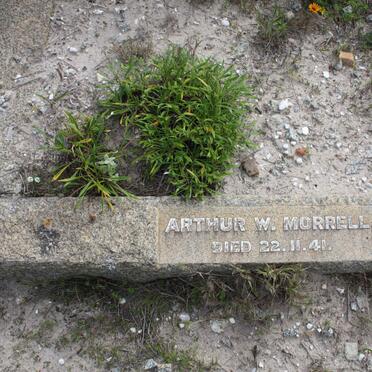 ARTHUR W. MORRELL
DIED 22.11.41.